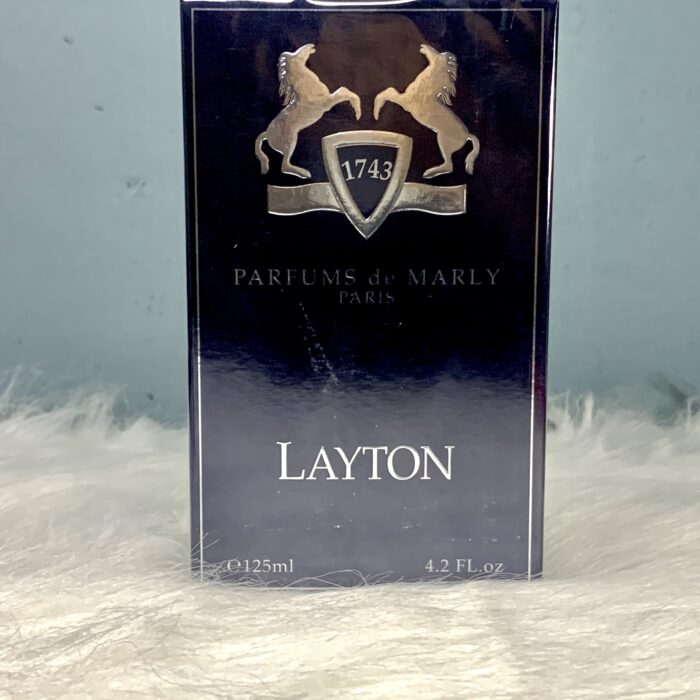 1743
PARFUMS de MARLY
PARIS
LAYTON
℮125ml 4.2 FL.oz